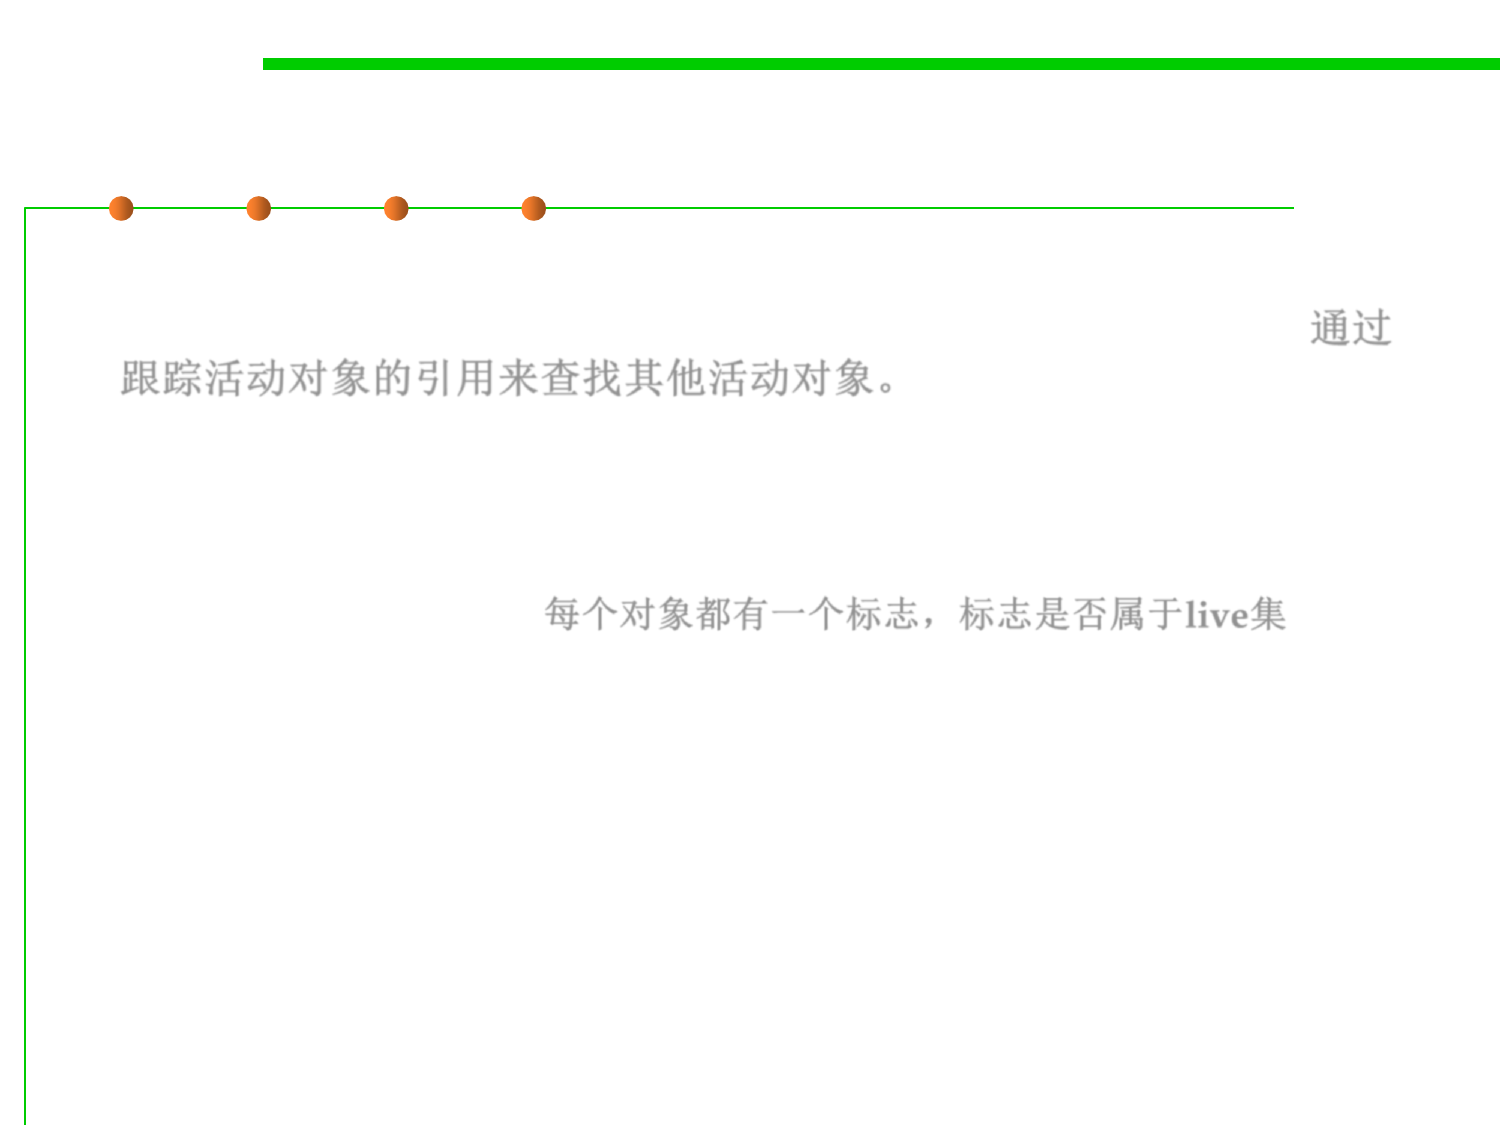 通过
跟踪活动对象的引用来查找其他活动对象。
每个对象都有一个标志，标志是否属于live集